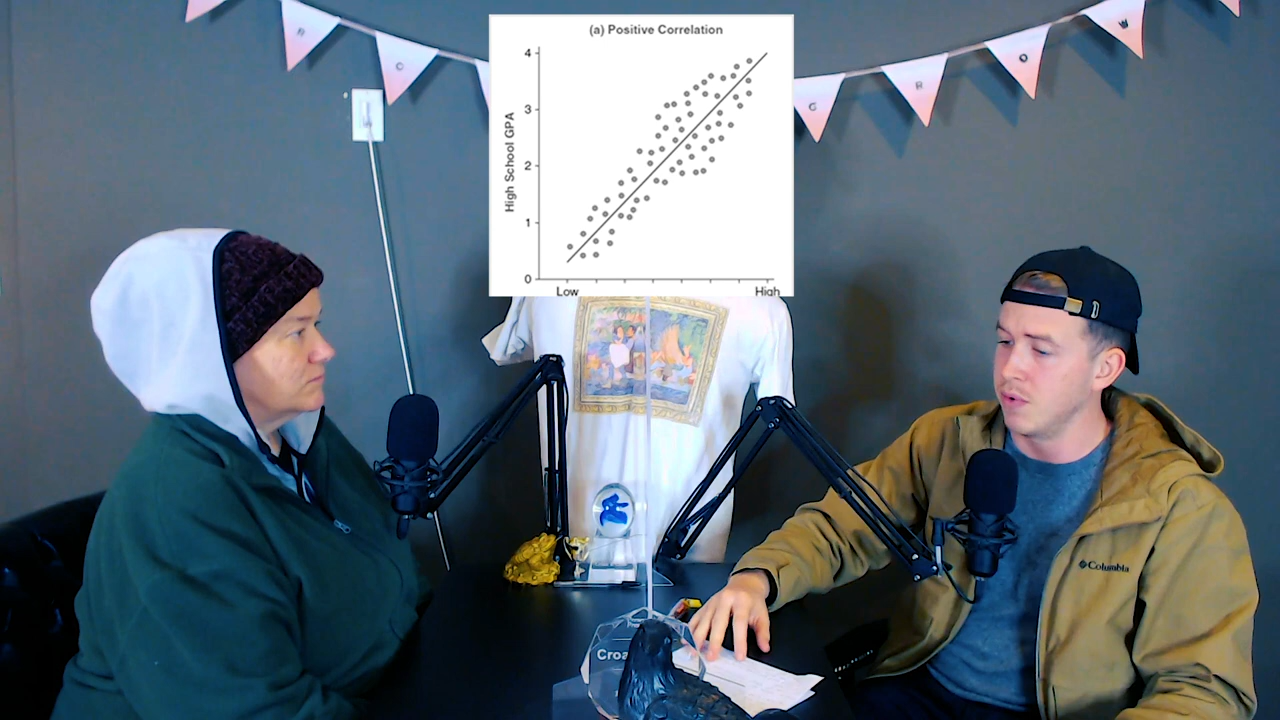 (a) Positive Correlation
High School GPA
4
3
2
1
0
Low
High
B
C
G
R
O
W
Columbia
Croa